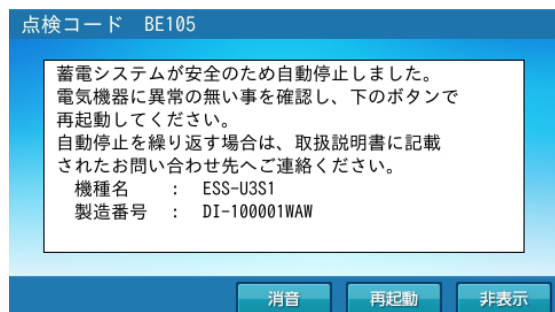 点検コード BE105
蓄電システムが安全のため自動停止しました。
電気機器に異常の無い事を確認し、下のボタンで
再起動してください。
自動停止を繰り返す場合は、取扱説明書に記載
されたお問い合わせ先へご連絡ください。
機種名 : ESS-U3S1
製造番号 : DI-100001WAW
消音 再起動 非表示